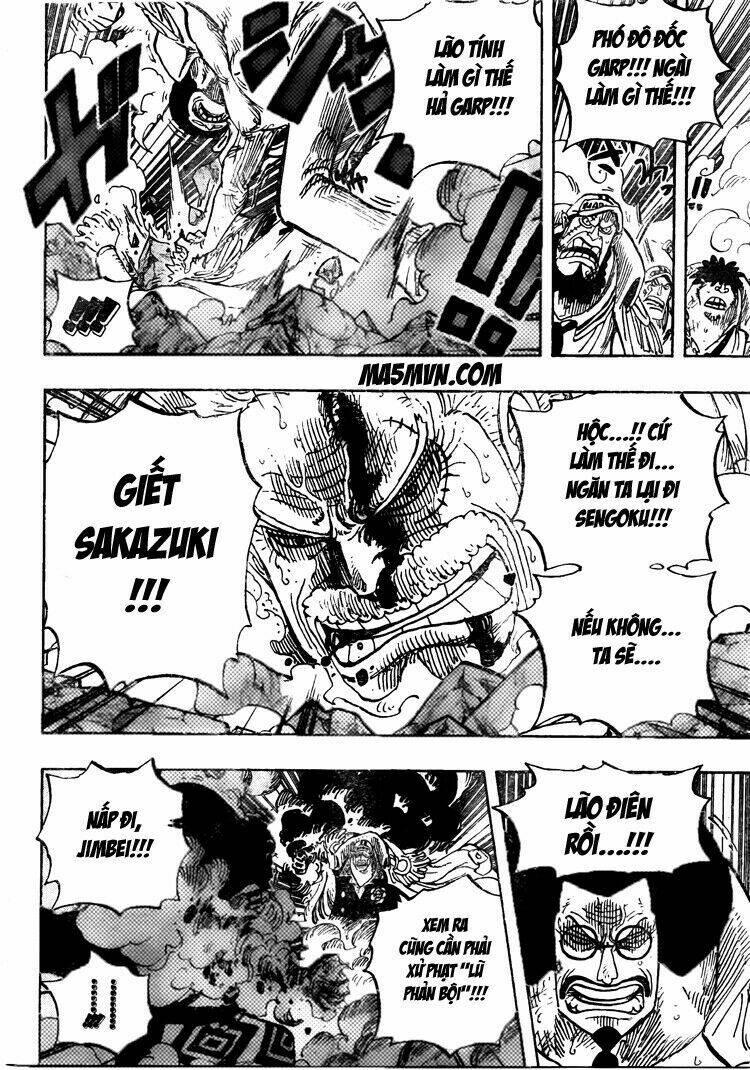 PHÓ ĐÔ ĐỐC
GARP!!! NGÀI
LÀM GÌ THẾ!!!
!!
LÃO TÍNH
LÀM GÌ THẾ
HẢ GARP!!!
ガガ
!!!
MA5MVN.COM
HỘC...!! CỨ
LÀM THẾ ĐI...
NGĂN TA LẠI ĐI
SENGOKU!!!
NẾU KHÔNG...
TA SẼ....
GIẾT
SAKAZUKI
!!!
LÃO ĐIÊN
RỒI....!!!
NẤP ĐI,
JIMBEI!!!
XEM RA
CŨNG CẦN PHẢI
XỬ PHẠT "LŨ
PHẢN BỘI"!!!